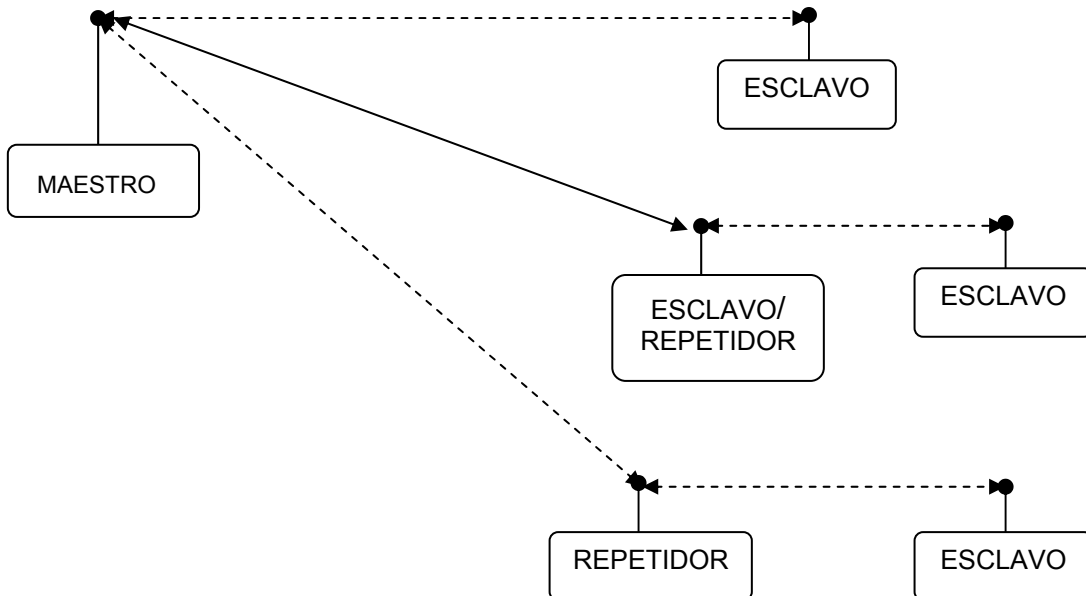 ESCLAVO
MAESTRO
ESCLAVO/
REPETIDOR
ESCLAVO
REPETIDOR
ESCLAVO